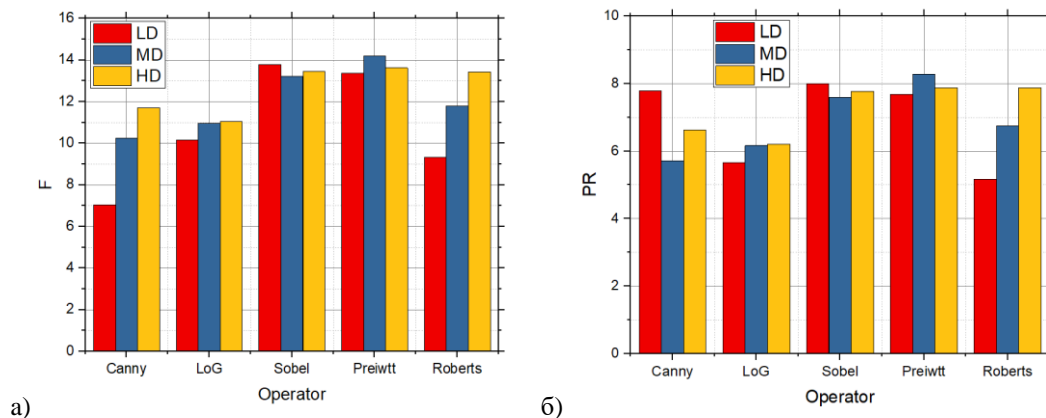 16
14
12
10
8
6
4
2
0
F
LD
MD
HD
Canny LoG Sobel Preiwtt Roberts
Operator
а)
10
8
6
4
2
0
PR
LD
MD
HD
Canny LoG Sobel Preiwtt Roberts
Operator
б)